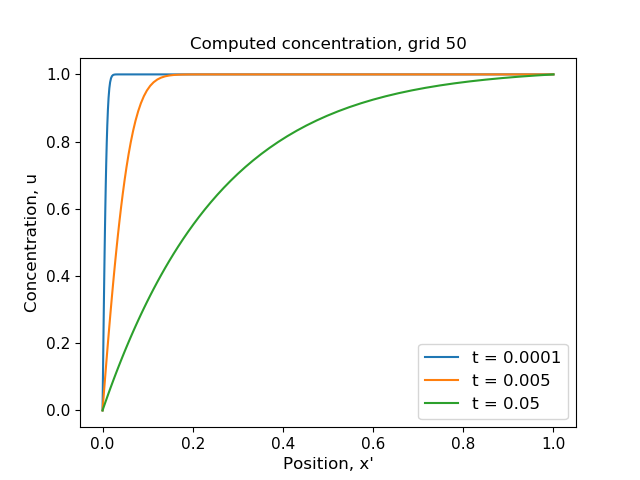 Computed concentration, grid 50
1.0
0.8
0.6
0.4
0.2
0.0
Concentration, u
t = 0.0001
t = 0.005
t = 0.05
0.0 0.2 0.4 0.6 0.8 1.0
Position, x'